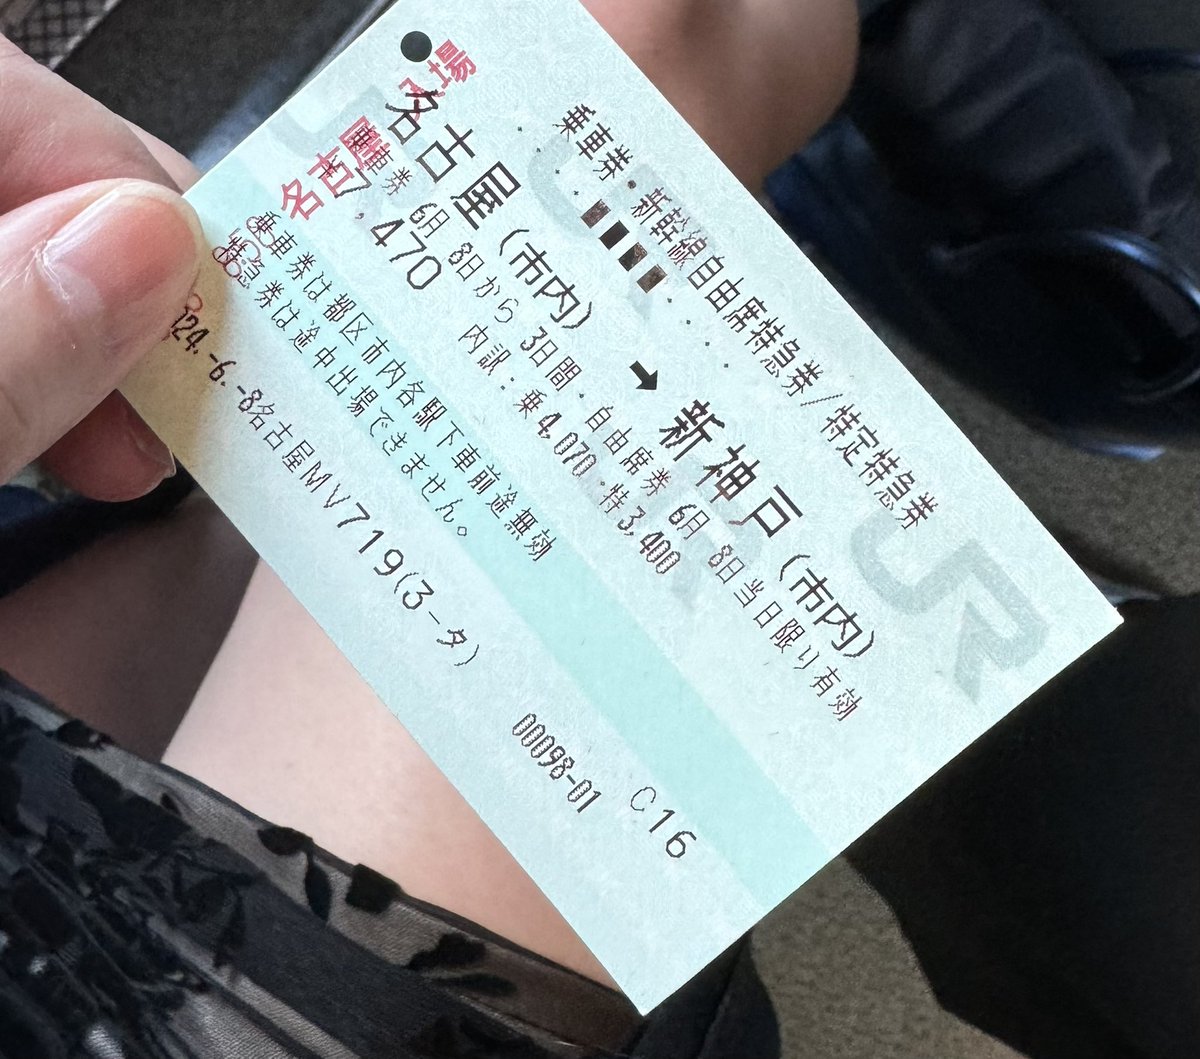 乗車券・新幹線自由席特急券/特定特急券
名古屋(市内) → 新神戸(市内)
乗車券 6月 8日から 3日間. 自由席券 6月 8日当日限り有効
¥7,470 内訳:乗4,070.特3,400
入場
名古屋
乗車券は都区市内各駅下車前途無効
特急券は途中出場できません。
24.-6.-8名古屋MV719(3-タ) C16
00098-01
JR